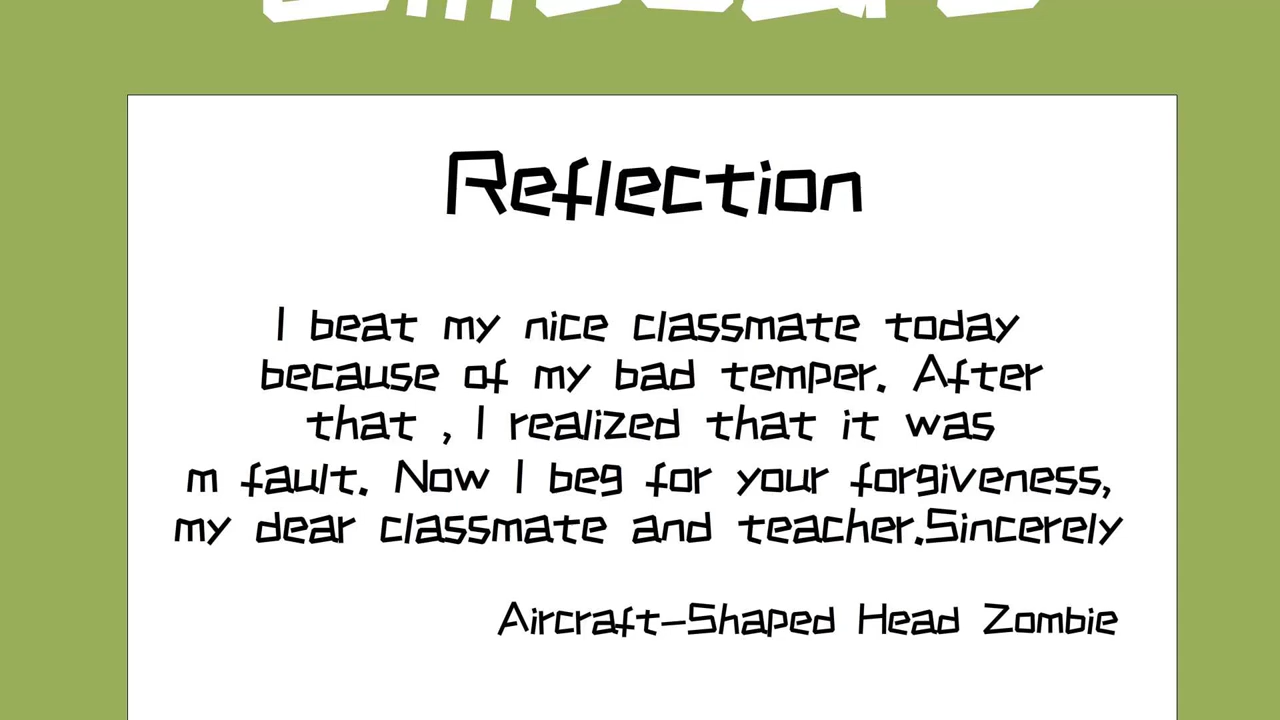 Reflection
I beat my nice classmate today
because of my bad temper. After
that , I realized that it was
m fault. Now I beg for your forgiveness,
my dear classmate and teacher.Sincerely
Aircraft-Shaped Head Zombie